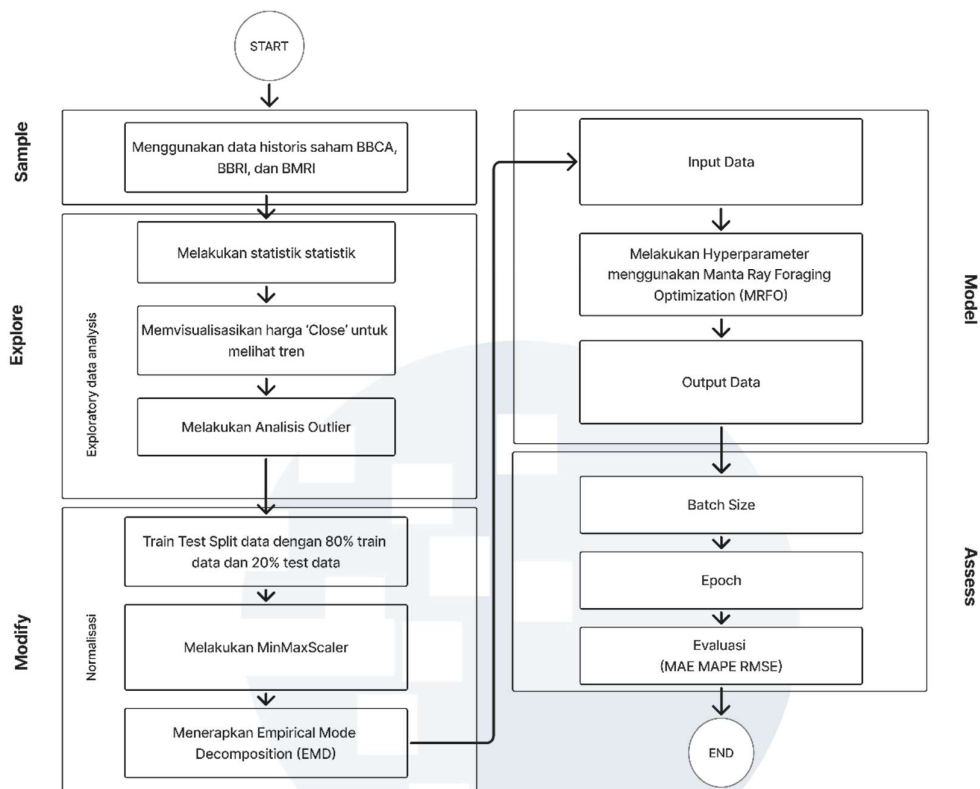 START
Sample
Menggunakan data historis saham BBCA,
BBRI, dan BMRI
Explore
Exploratory data analysis
Melakukan statistik statistik
Memvisualisasikan harga 'Close' untuk
melihat tren
Melakukan Analisis Outlier
Modify
Normalisasi
Train Test Split data dengan 80% train
data dan 20% test data
Melakukan MinMaxScaler
Menerapkan Empirical Mode
Decomposition (EMD)
Model
Input Data
Melakukan Hyperparameter
menggunakan Manta Ray Foraging
Optimization (MRFO)
Output Data
Assess
Batch Size
Epoch
Evaluasi
(MAE MAPE RMSE)
END